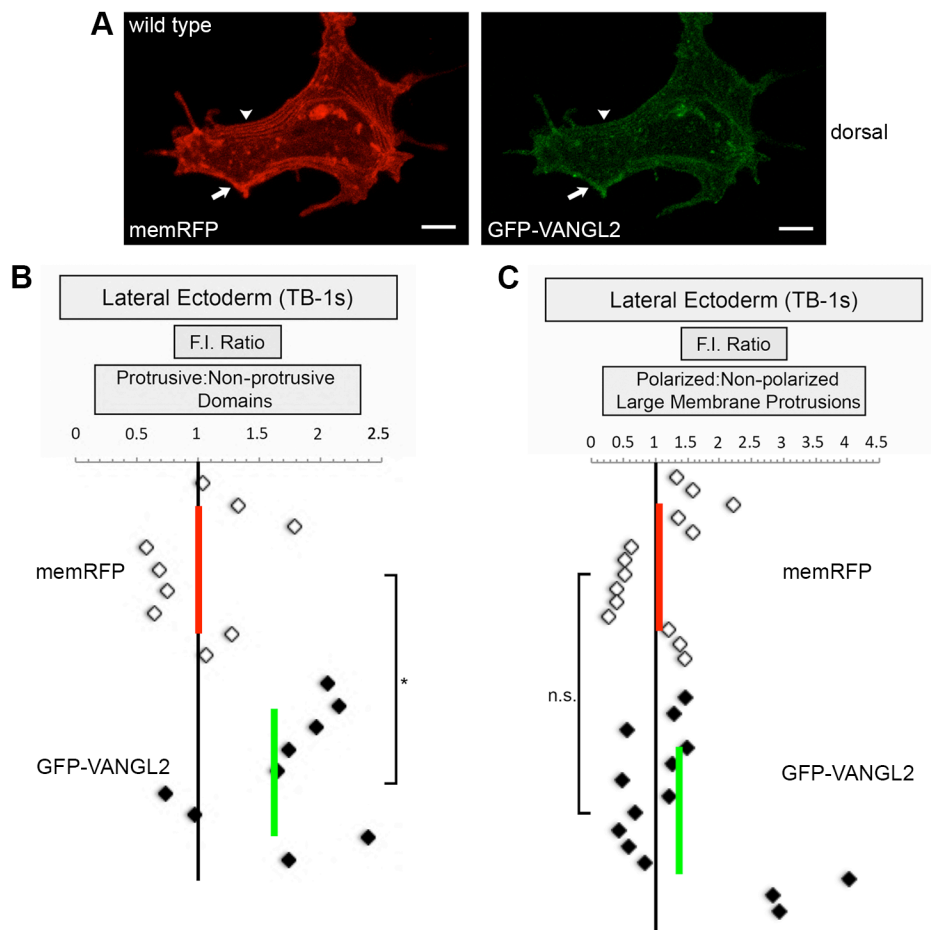 A
wild type
memRFP
GFP-VANGL2
dorsal
B
Lateral Ectoderm (TB-1s)
F.I. Ratio
Protrusive:Non-protrusive
Domains
0 0.5 1 1.5 2 2.5
memRFP
*
GFP-VANGL2
C
Lateral Ectoderm (TB-1s)
F.I. Ratio
Polarized:Non-polarized
Large Membrane Protrusions
0 0.5 1 1.5 2 2.5 3 3.5 4 4.5
memRFP
n.s.
GFP-VANGL2